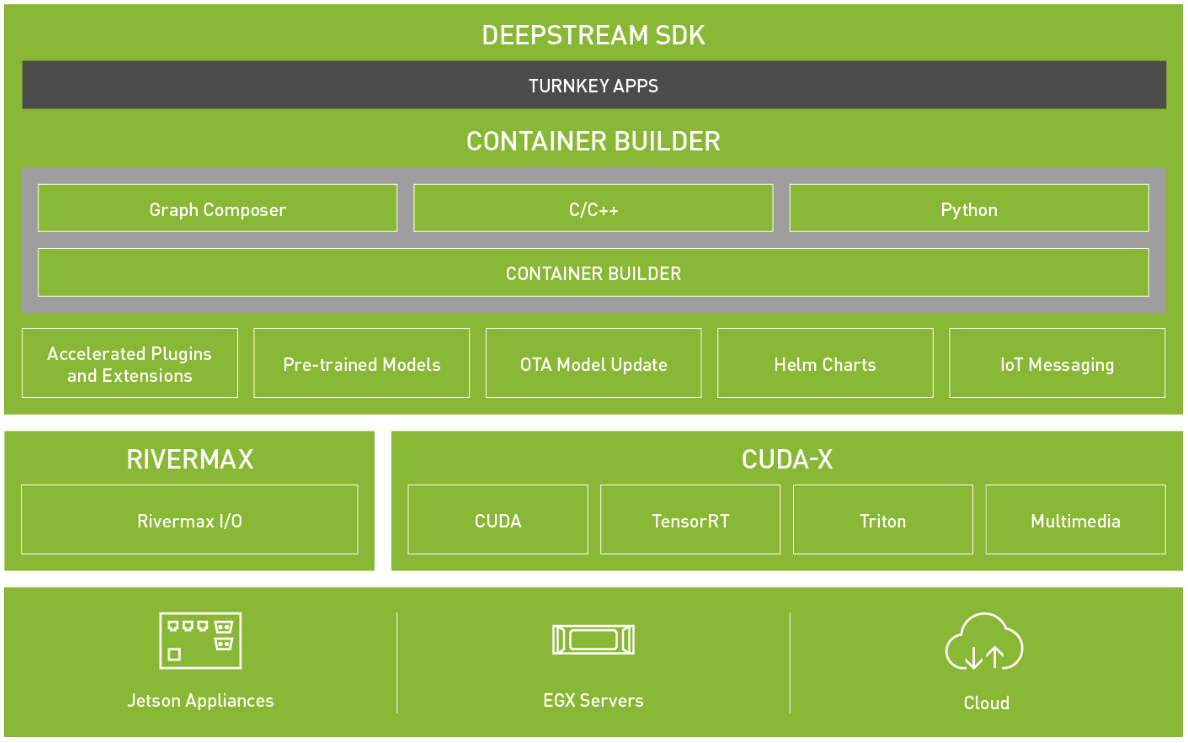 DEEPSTREAM SDK
TURNKEY APPS
CONTAINER BUILDER
Graph Composer
C/C++
Python
CONTAINER BUILDER
Accelerated Plugins
and Extensions
Pre-trained Models
OTA Model Update
Helm Charts
IoT Messaging
RIVERMAX
Rivermax I/O
CUDA-X
CUDA
TensorRT
Triton
Multimedia
Jetson Appliances
EGX Servers
Cloud